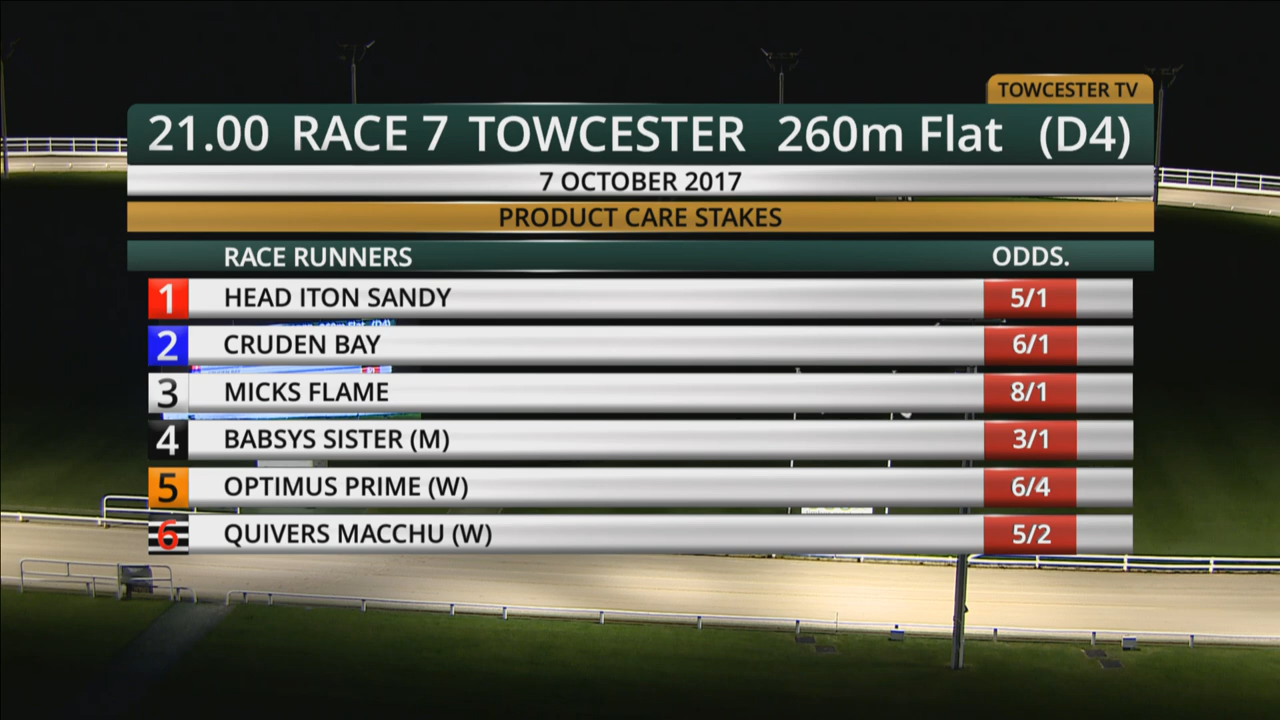 TOWCESTER TV
21.00 RACE 7 TOWCESTER 260m Flat (D4)
7 OCTOBER 2017
PRODUCT CARE STAKES
RACE RUNNERS ODDS.
1 HEAD ITON SANDY 5/1
2 CRUDEN BAY 6/1
3 MICKS FLAME 8/1
4 BABSYS SISTER (M) 3/1
5 OPTIMUS PRIME (W) 6/4
6 QUIVERS MACCHU (W) 5/2